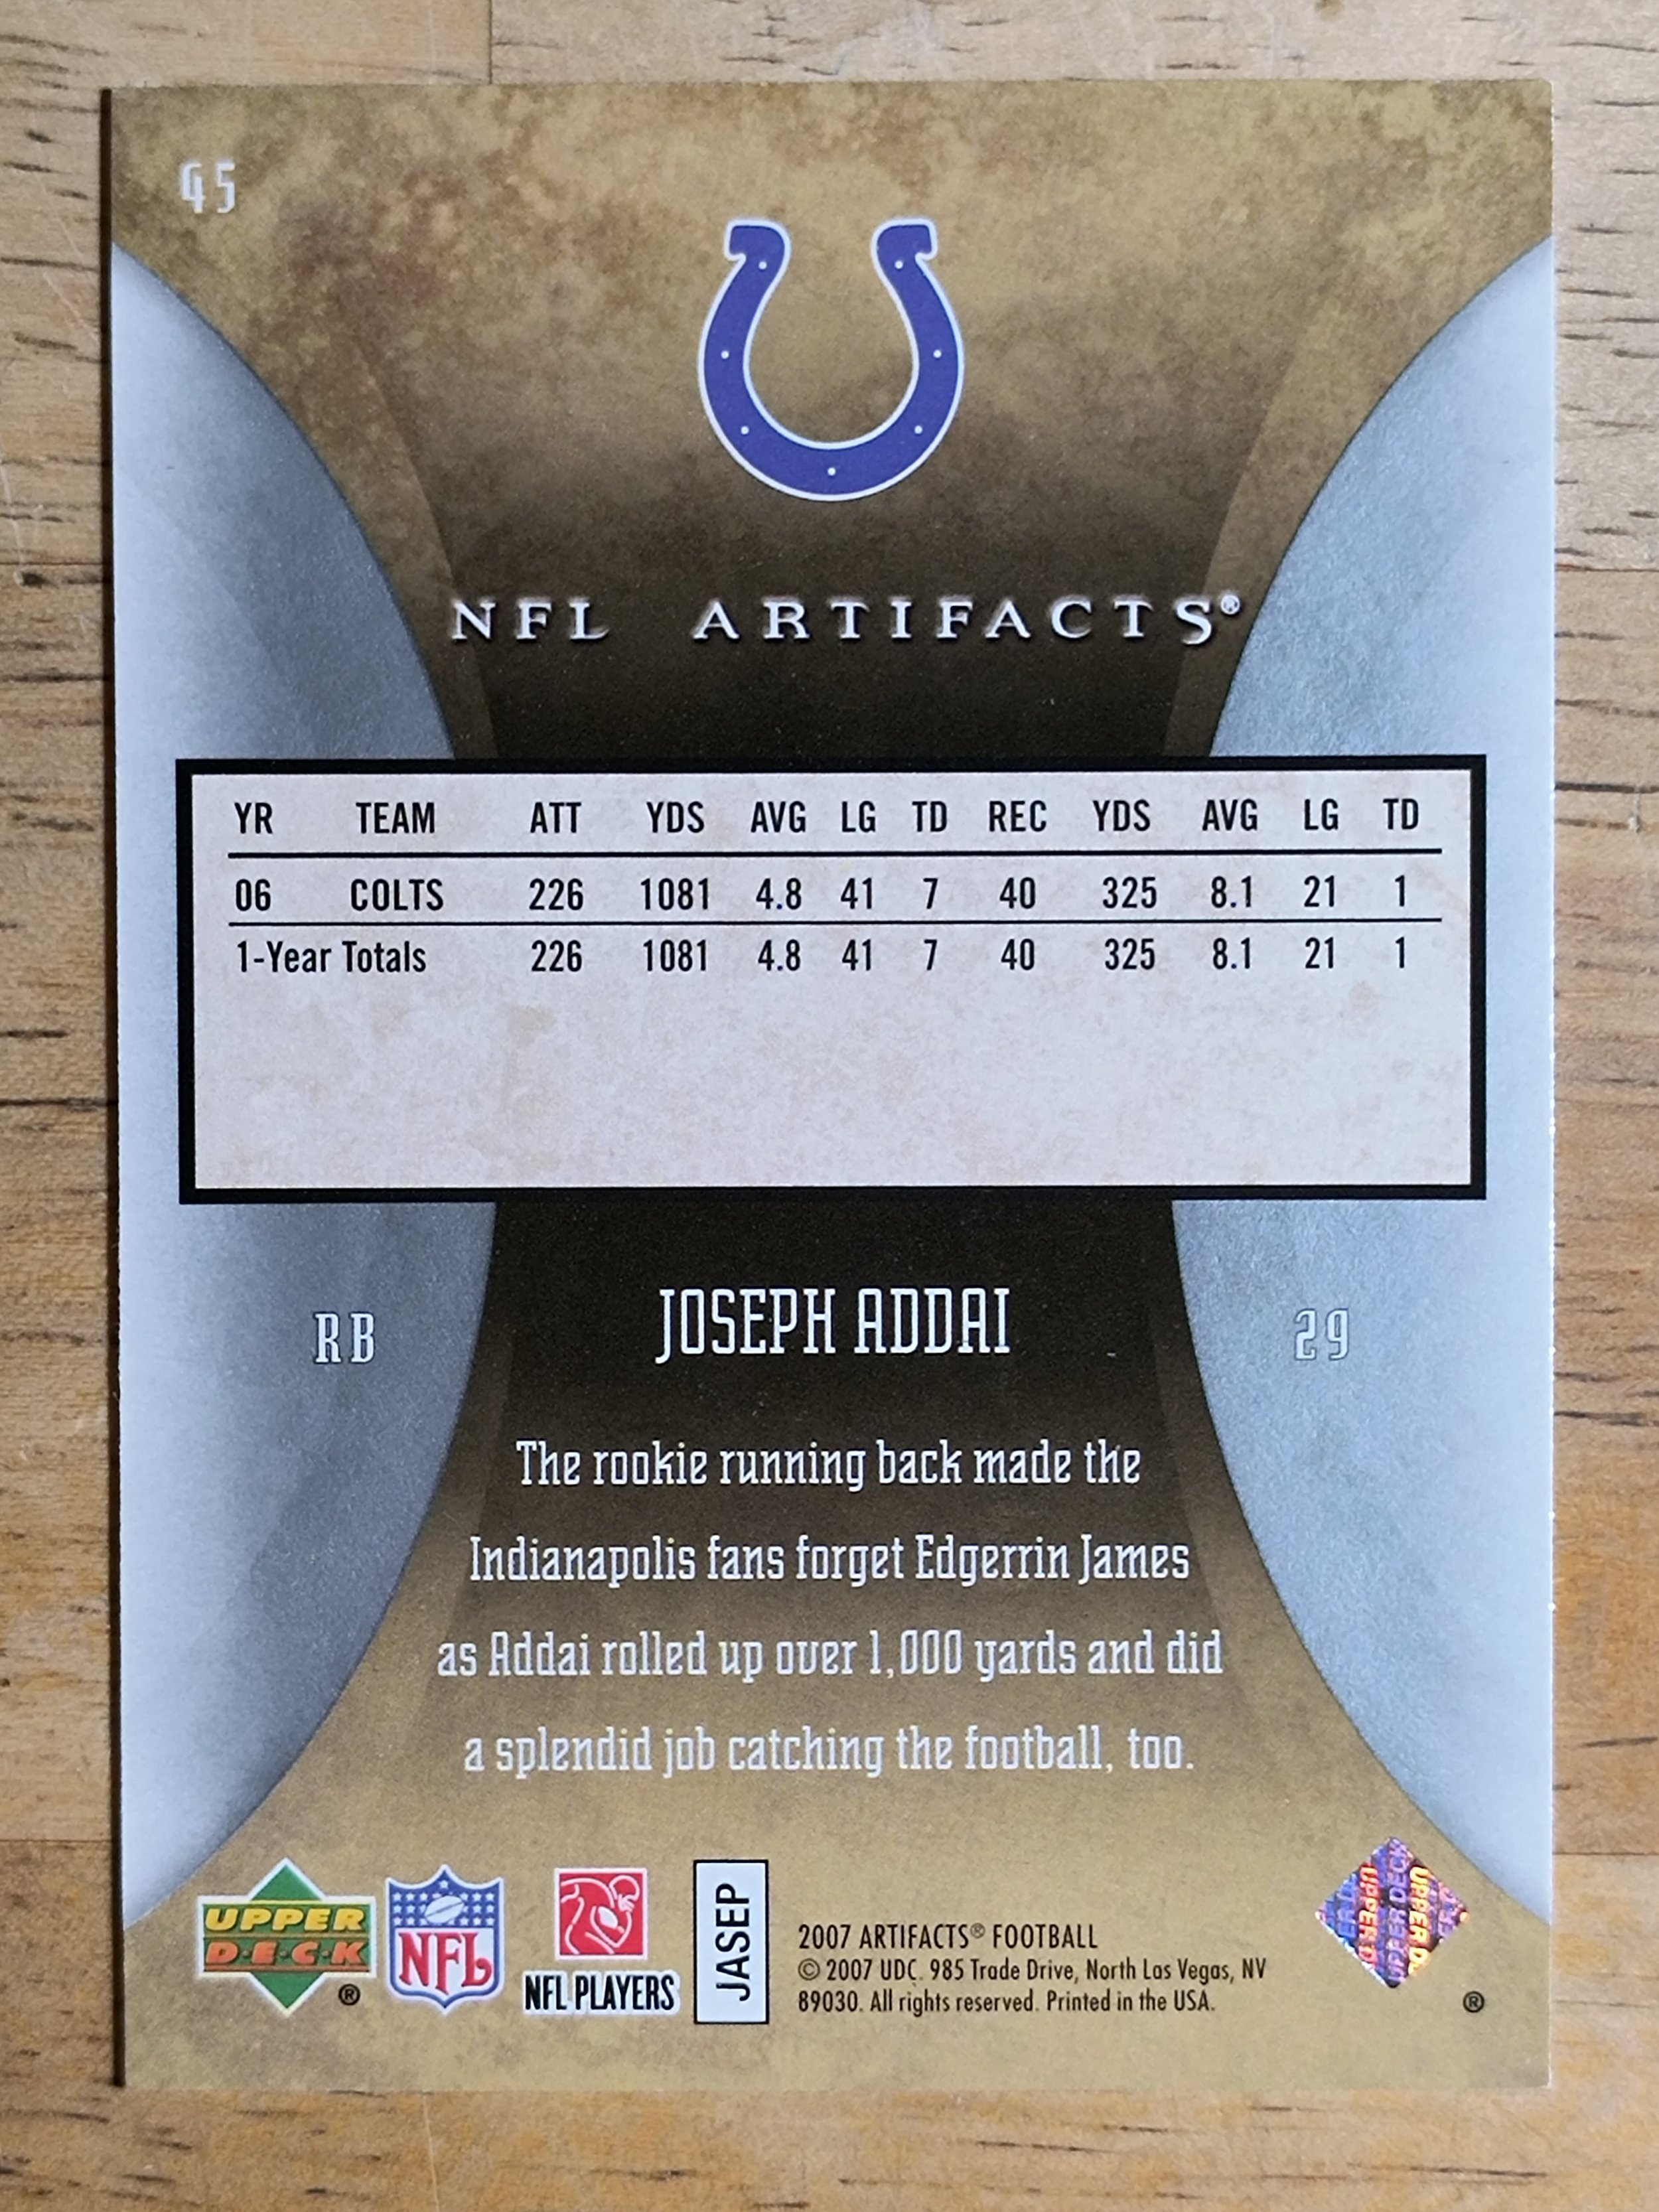 45
NFL ARTIFACTS®
YR TEAM ATT YDS AVG LG TD REC YDS AVG LG TD
06 COLTS 226 1081 4.8 41 7 40 325 8.1 21 1
1-Year Totals 226 1081 4.8 41 7 40 325 8.1 21 1
RB JOSEPH ADDAI 29
The rookie running back made the
Indianapolis fans forget Edgerrin James
as Addai rolled up over 1,000 yards and did
a splendid job catching the football, too.
UPPER
D·E·C·K
®
NFL
NFL PLAYERS
JASEP
2007 ARTIFACTS® FOOTBALL
© 2007 UDC. 985 Trade Drive, North Las Vegas, NV
89030. All rights reserved. Printed in the USA.
UPPER DECK
®